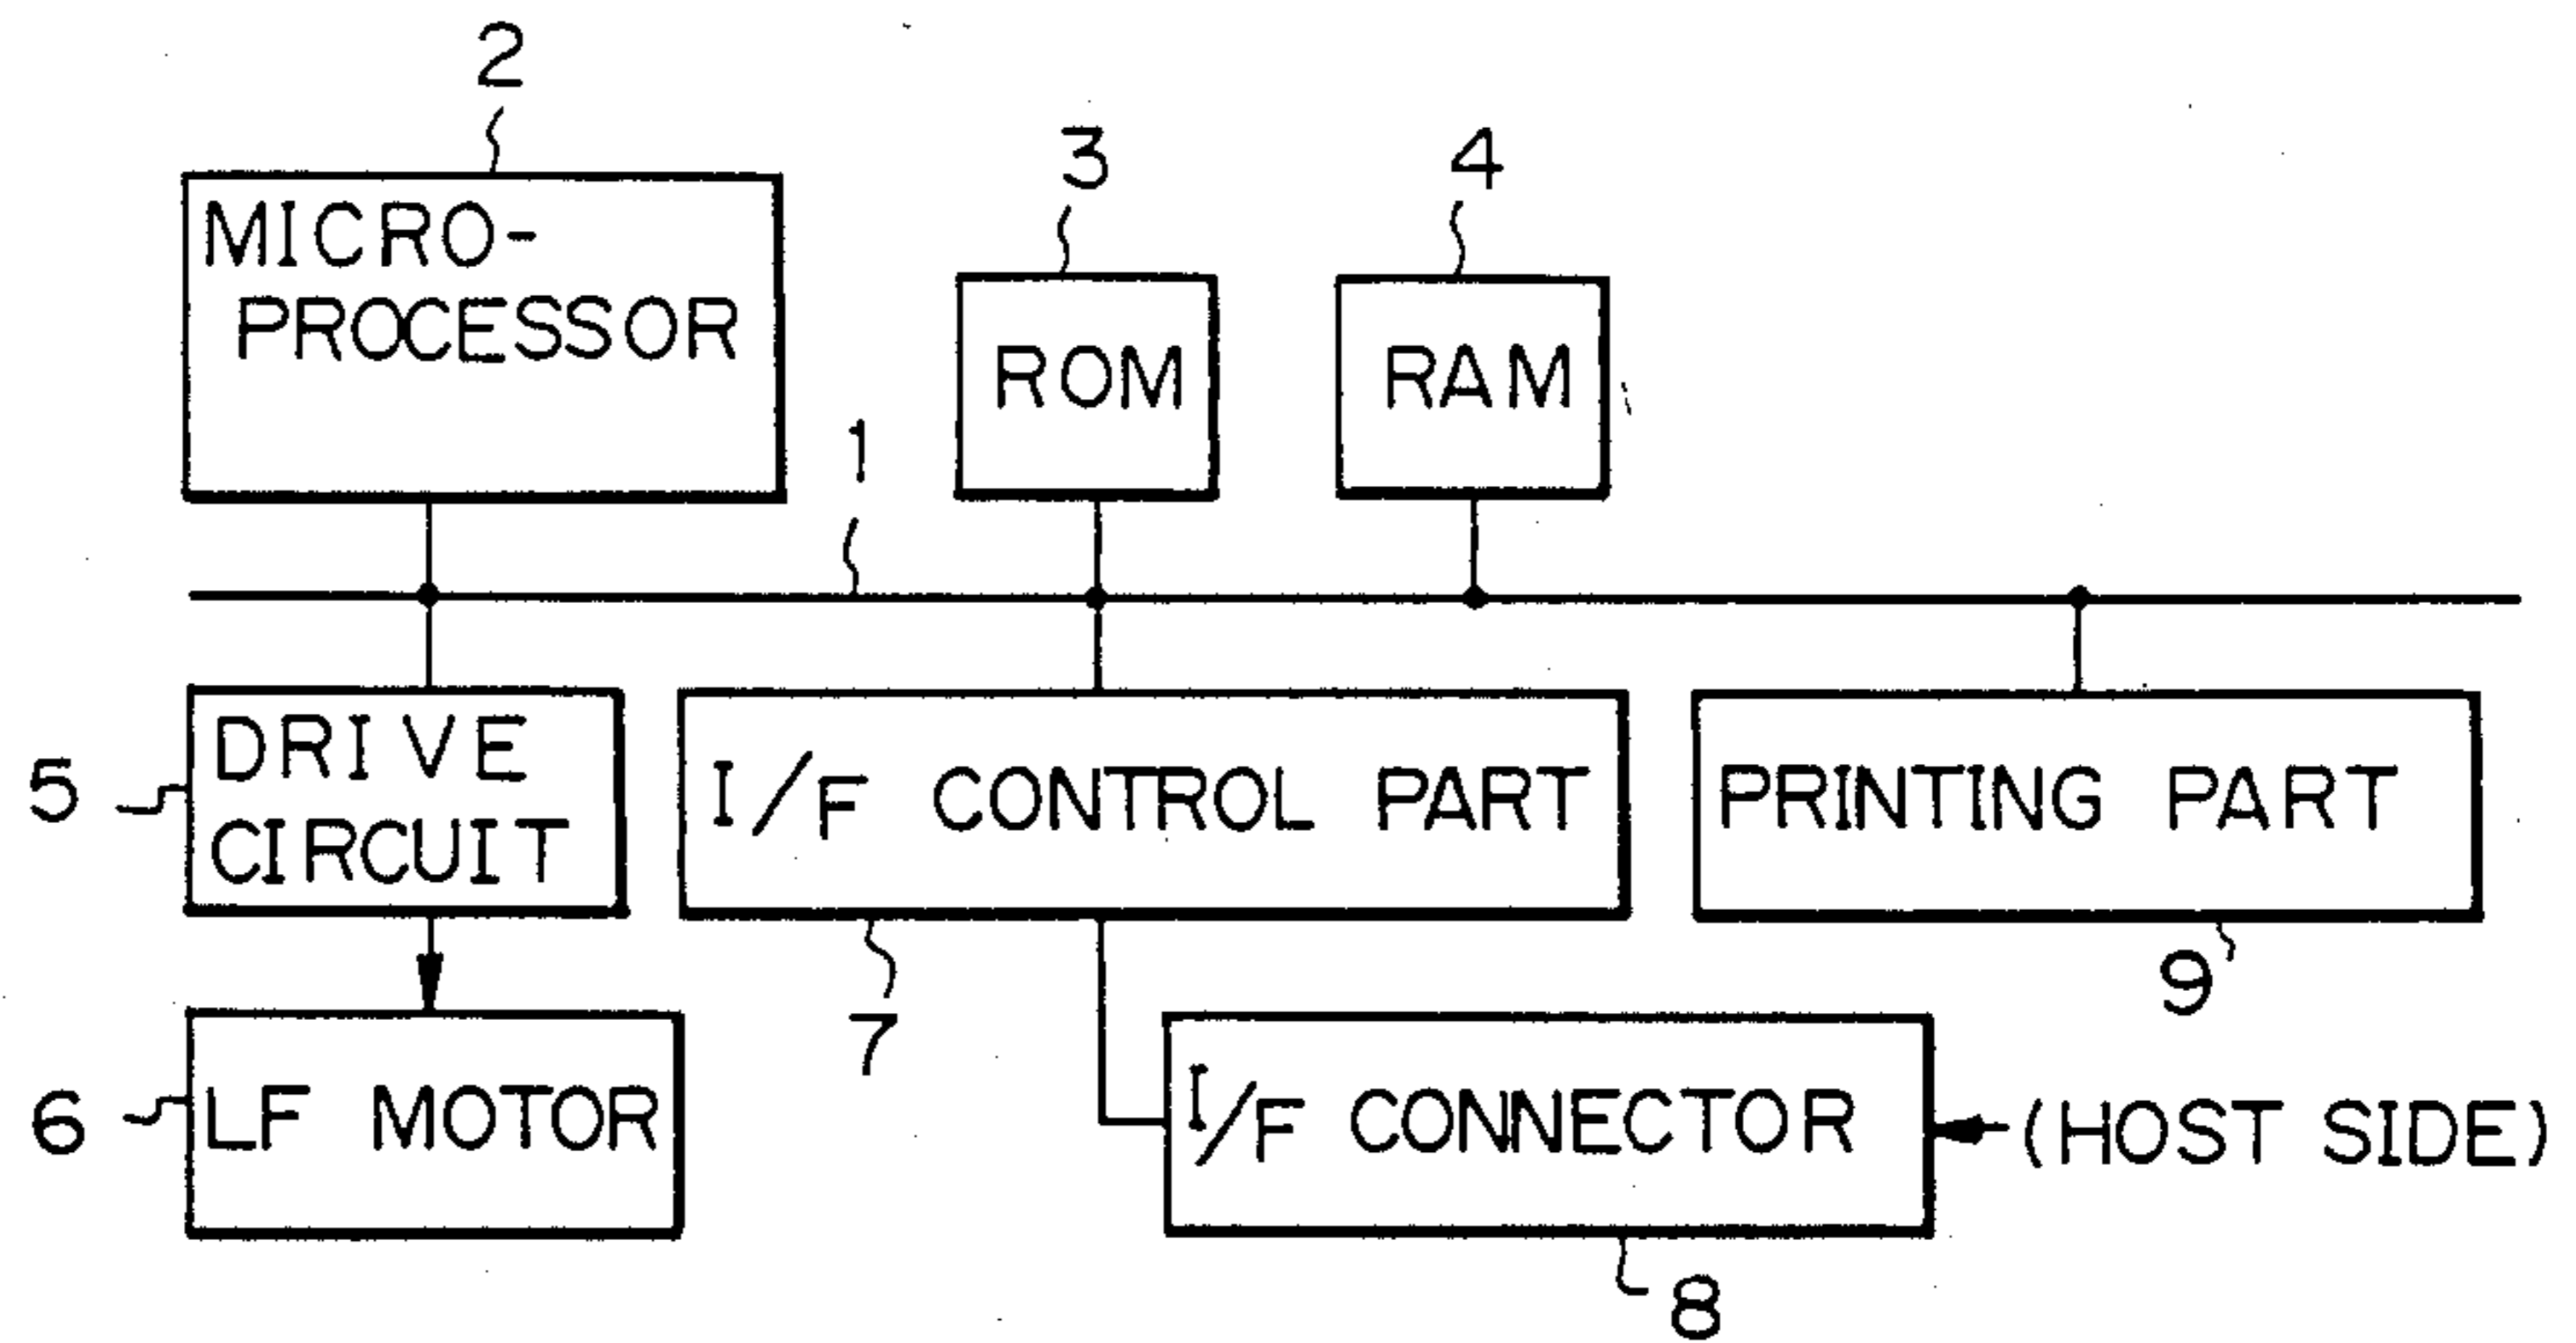 2
3
4
MICRO-
PROCESSOR
ROM
RAM
1
DRIVE
CIRCUIT
5
I/F CONTROL PART
PRINTING PART
9
7
6
LF MOTOR
I/F CONNECTOR
(HOST SIDE)
8